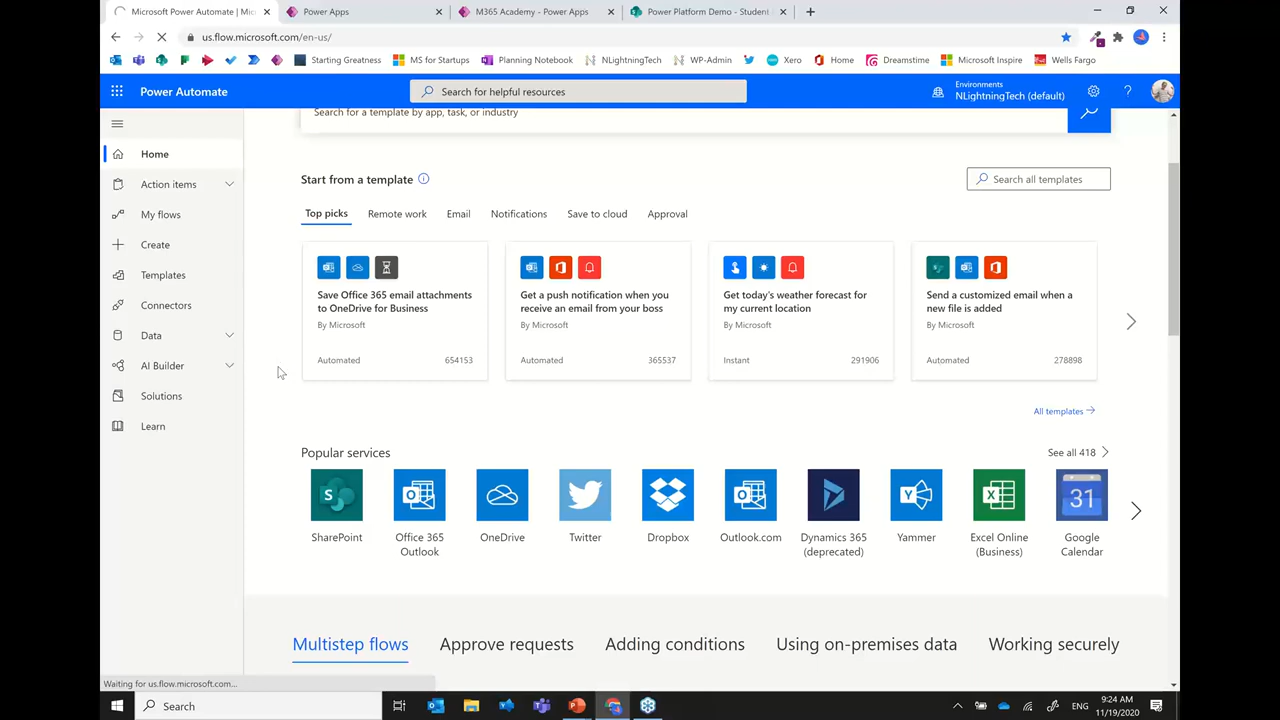 Microsoft Power Automate | Mic
Power Apps
M365 Academy - Power Apps
Power Platform Demo - Student
us.flow.microsoft.com/en-us/
Starting Greatness
MS for Startups
Planning Notebook
NLightningTech
WP-Admin
Xero
Home
Dreamstime
Microsoft Inspire
Wells Fargo
Power Automate
Search for helpful resources
Environments
NLightningTech (default)
Search for a template by app, task, or industry
Home
Action items
My flows
Create
Templates
Connectors
Data
AI Builder
Solutions
Learn
Start from a template
Search all templates
Top picks
Remote work
Email
Notifications
Save to cloud
Approval
Save Office 365 email attachments
to OneDrive for Business
By Microsoft
Automated
654153
Get a push notification when you
receive an email from your boss
By Microsoft
Automated
365537
Get today's weather forecast for
my current location
By Microsoft
Instant
291906
Send a customized email when a
new file is added
By Microsoft
Automated
278898
All templates
Popular services
See all 418
31
SharePoint
Office 365
Outlook
OneDrive
Twitter
Dropbox
Outlook.com
Dynamics 365
(deprecated)
Yammer
Excel Online
(Business)
Google
Calendar
Multistep flows
Approve requests
Adding conditions
Using on-premises data
Working securely
Waiting for us.flow.microsoft.com...
Search
ENG
9:24 AM
11/19/2020